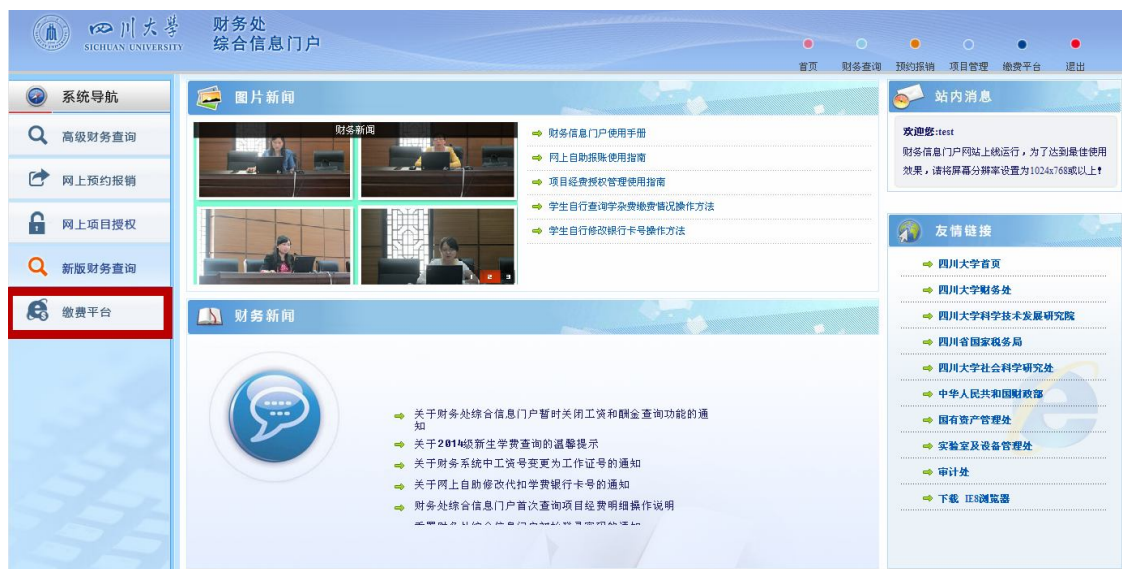 四川大学
SICHUAN UNIVERSITY
财务处
综合信息门户
首页 财务查询 预约报销 项目管理 缴费平台 退出
系统导航
高级财务查询
网上预约报销
网上项目授权
新版财务查询
缴费平台
图片新闻
财务新闻
1 2 3
财务信息门户使用手册
网上自助报账使用指南
项目经费授权管理使用指南
学生自行查询学杂费缴费情况操作方法
学生自行修改银行卡号操作方法
财务新闻
关于财务处综合信息门户暂时关闭工资和酬金查询功能的通
知
关于2014级新生学费查询的温馨提示
关于财务系统中工资号变更为工作证号的通知
关于网上自助修改代扣学费银行卡号的通知
财务处综合信息门户首次查询项目经费明细操作说明
站内消息
欢迎您:test
财务信息门户网站上线运行，为了达到最佳使用
效果，请将屏幕分辨率设置为1024x768或以上！
友情链接
四川大学首页
四川大学财务处
四川大学科学技术发展研究院
四川省国家税务局
四川大学社会科学研究处
中华人民共和国财政部
国有资产管理处
实验室及设备管理处
审计处
下载 IE8浏览器